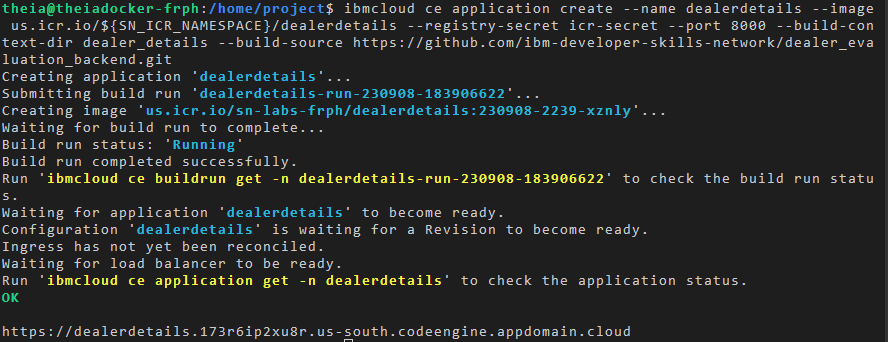 theia@theiadocker-frph:/home/project$ ibmcloud ce application create --name dealerdetails --image
 us.icr.io/${SN_ICR_NAMESPACE}/dealerdetails --registry-secret icr-secret --port 8000 --build-con
text-dir dealer_details --build-source https://github.com/ibm-developer-skills-network/dealer_eva
luation_backend.git
Creating application 'dealerdetails'...
Submitting build run 'dealerdetails-run-230908-183906622'...
Creating image 'us.icr.io/sn-labs-frph/dealerdetails:230908-2239-xznly'...
Waiting for build run to complete...
Build run status: 'Running'
Build run completed successfully.
Run 'ibmcloud ce buildrun get -n dealerdetails-run-230908-183906622' to check the build run statu
s.
Waiting for application 'dealerdetails' to become ready.
Configuration 'dealerdetails' is waiting for a Revision to become ready.
Ingress has not yet been reconciled.
Waiting for load balancer to be ready.
Run 'ibmcloud ce application get -n dealerdetails' to check the application status.
OK

https://dealerdetails.173r6ip2xu8r.us-south.codeengine.appdomain.cloud